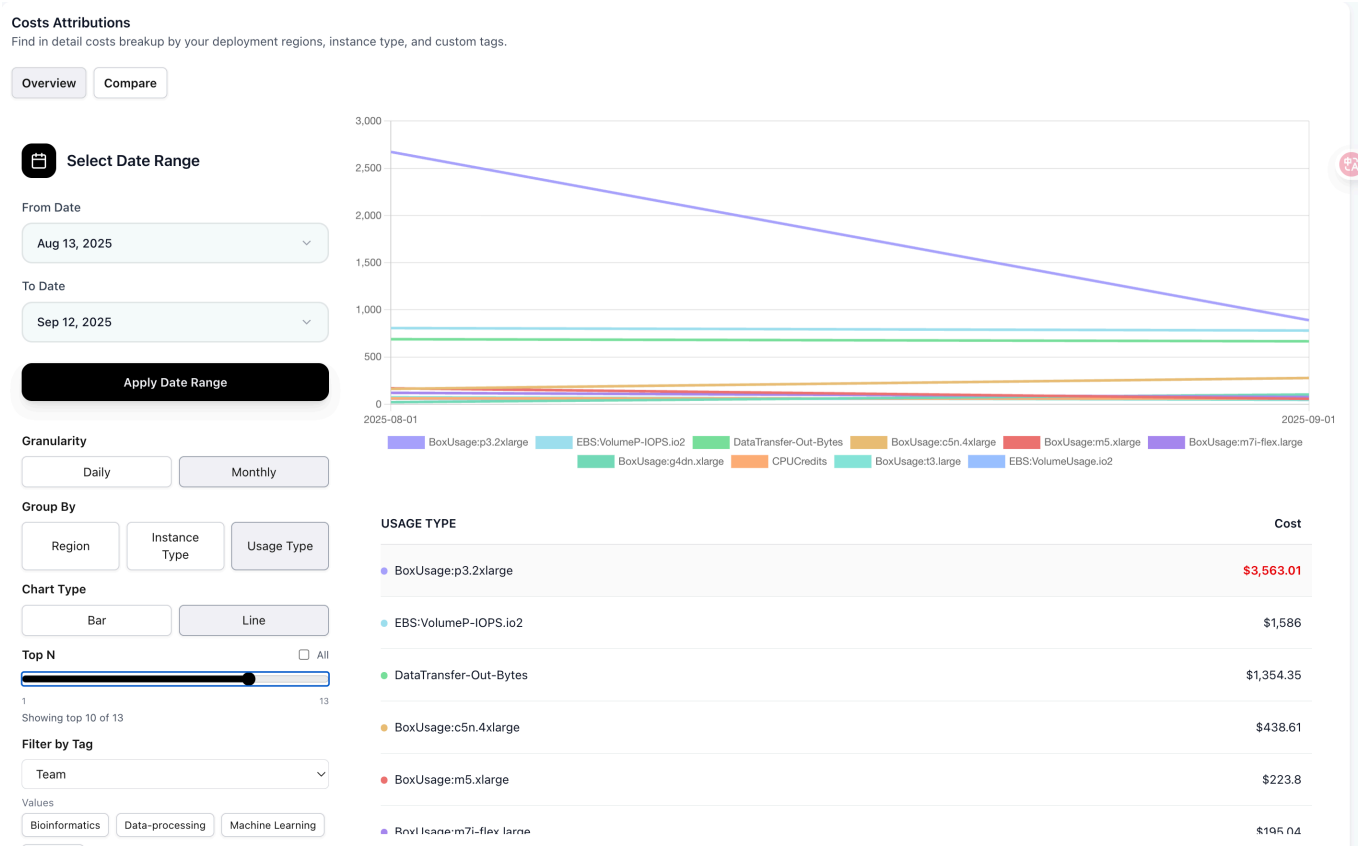 Costs Attributions
Find in detail costs breakup by your deployment regions, instance type, and custom tags.
Overview
Compare
Select Date Range
From Date
Aug 13, 2025
To Date
Sep 12, 2025
Apply Date Range
Granularity
Daily
Monthly
Group By
Region
Instance
Type
Usage Type
Chart Type
Bar
Line
Top N
All
1
13
Showing top 10 of 13
Filter by Tag
Team
Values
Bioinformatics
Data-processing
Machine Learning
3,000
2,500
2,000
1,500
1,000
500
0
2025-08-01
2025-09-01
BoxUsage:p3.2xlarge
EBS:VolumeP-IOPS.io2
DataTransfer-Out-Bytes
BoxUsage:c5n.4xlarge
BoxUsage:m5.xlarge
BoxUsage:m7i-flex.large
BoxUsage:g4dn.xlarge
CPUCredits
BoxUsage:t3.large
EBS:VolumeUsage.io2
USAGE TYPE Cost
BoxUsage:p3.2xlarge $3,563.01
EBS:VolumeP-IOPS.io2 $1,586
DataTransfer-Out-Bytes $1,354.35
BoxUsage:c5n.4xlarge $438.61
BoxUsage:m5.xlarge $223.8
BoxUsage:m7i-flex.large $195.04